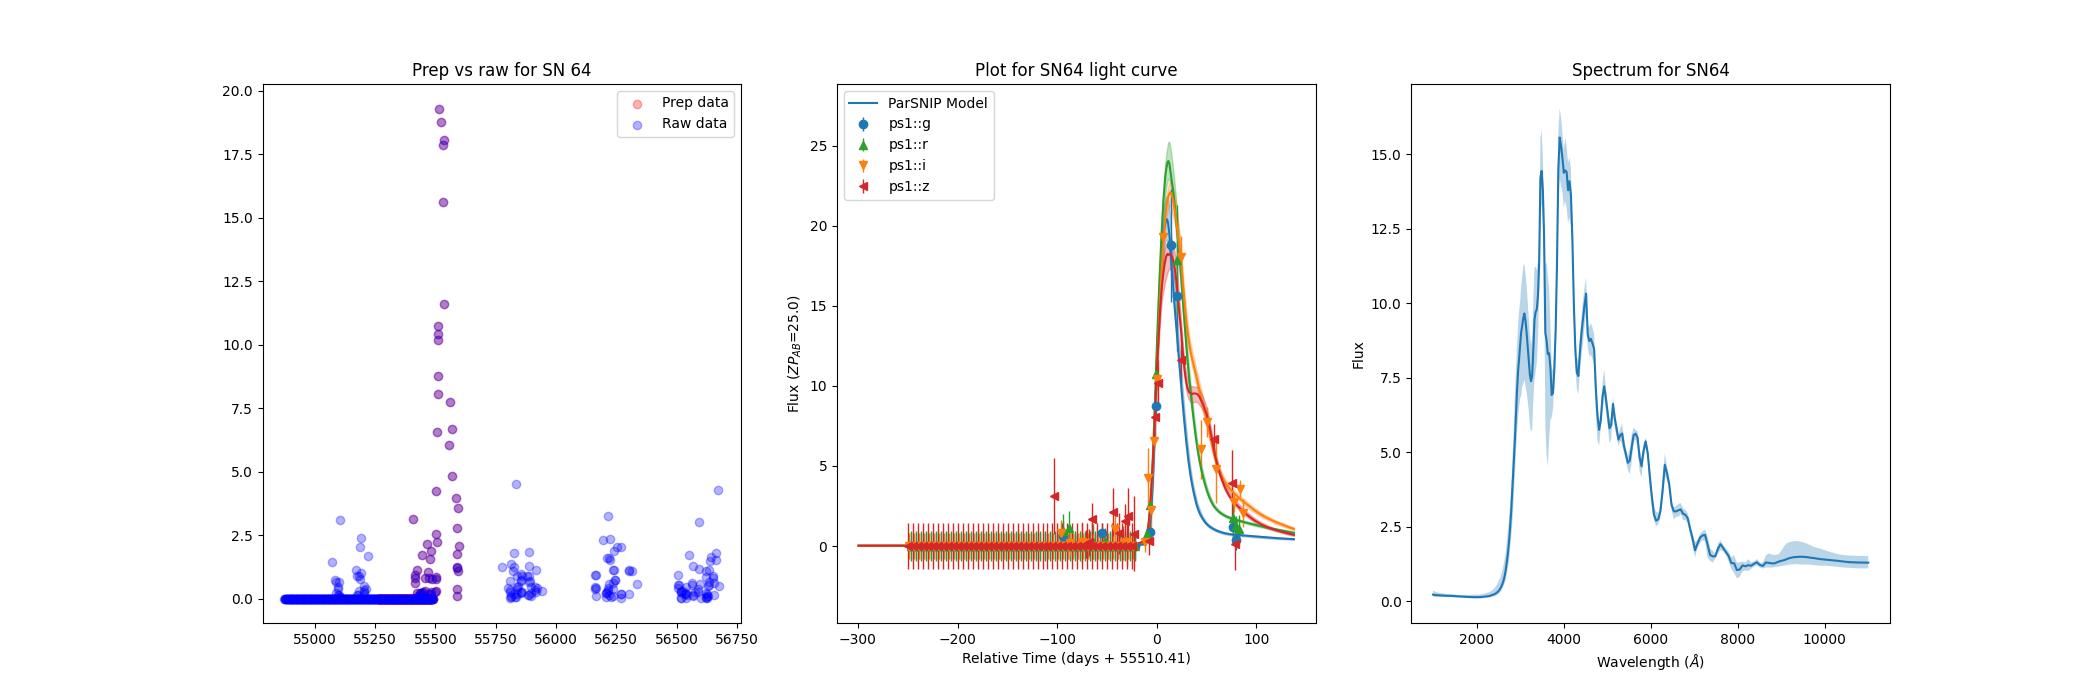 Prep vs raw for SN 64
Prep data
Raw data
20.0
17.5
15.0
12.5
10.0
7.5
5.0
2.5
0.0
55000 55250 55500 55750 56000 56250 56500 56750
Plot for SN64 light curve
ParSNIP Model
ps1::g
ps1::r
ps1::i
ps1::z
Flux (ZP_AB=25.0)
25
20
15
10
5
0
−300 −200 −100 0 100
Relative Time (days + 55510.41)
Spectrum for SN64
Flux
15.0
12.5
10.0
7.5
5.0
2.5
0.0
2000 4000 6000 8000 10000
Wavelength (Å)